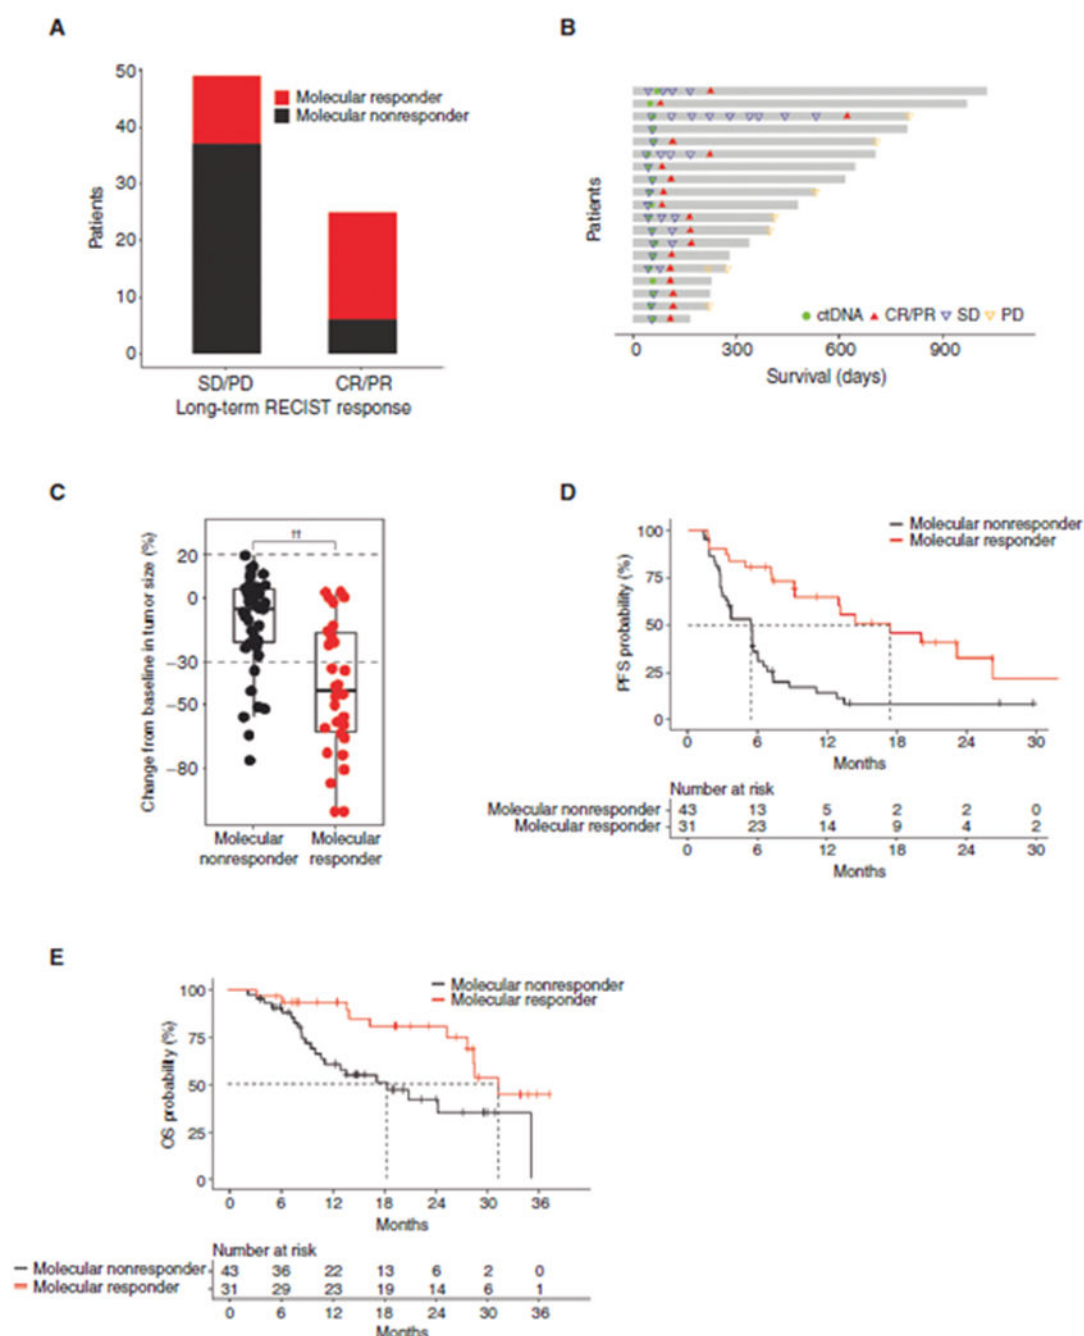 A
50
40
30
20
10
0
Patients
Molecular responder
Molecular nonresponder
SD/PD CR/PR
Long-term RECIST response
B
Patients
ctDNA CR/PR SD PD
0 300 600 900
Survival (days)
C
Change from baseline in tumor size (%)
20
0
−30
−50
−80
††
Molecular nonresponder
Molecular responder
D
PFS probability (%)
100
75
50
25
0
Molecular nonresponder
Molecular responder
0 6 12 18 24 30
Months
Number at risk
Molecular nonresponder 43 13 5 2 2 0
Molecular responder 31 23 14 9 4 2
0 6 12 18 24 30
Months
E
OS probability (%)
100
75
50
25
0
Molecular nonresponder
Molecular responder
0 6 12 18 24 30 36
Months
Number at risk
Molecular nonresponder 43 36 22 13 6 2 0
Molecular responder 31 29 23 19 14 6 1
0 6 12 18 24 30 36
Months